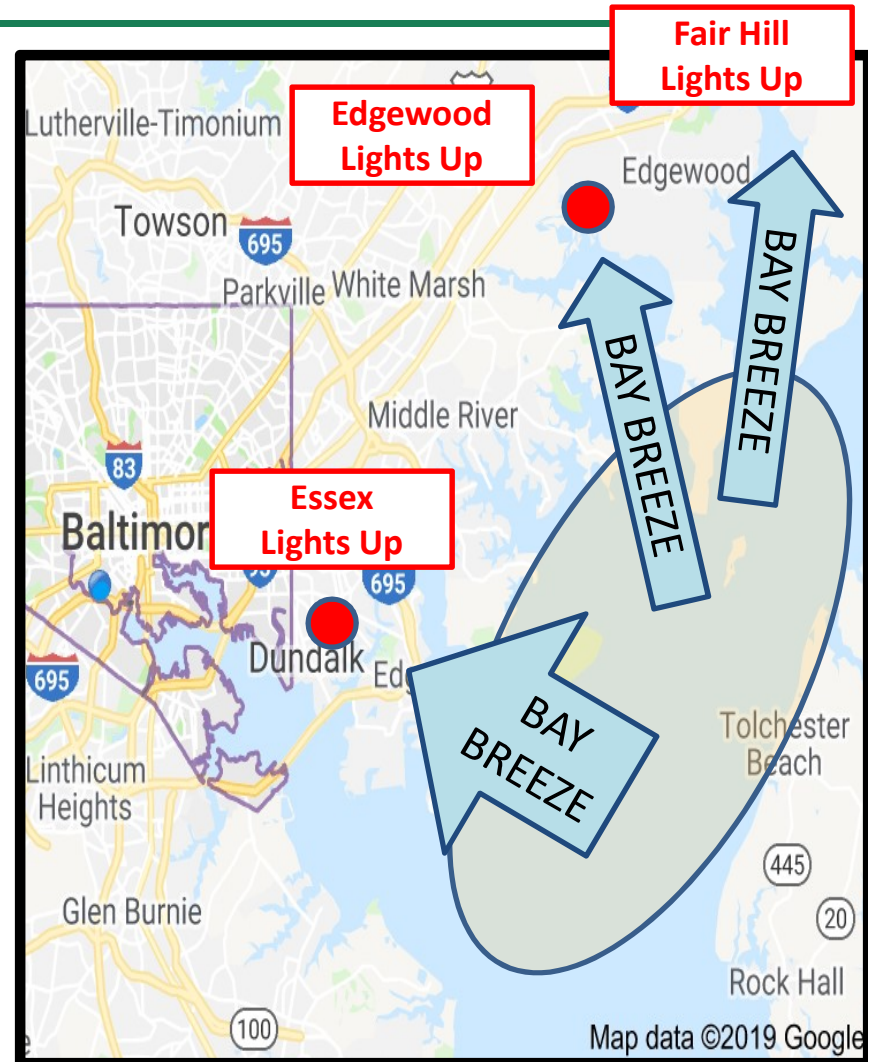 Fair Hill
Lights Up
Edgewood
Lights Up
Lutherville-Timonium
Edgewood
Towson
695
Parkville
White Marsh
BAY BREEZE
BAY BREEZE
Middle River
83
Essex
Lights Up
Baltimor
695
Dundalk
Ed
695
BAY
BREEZE
Tolchester
Beach
Linthicum
Heights
445
Glen Burnie
20
Rock Hall
100
Map data ©2019 Google